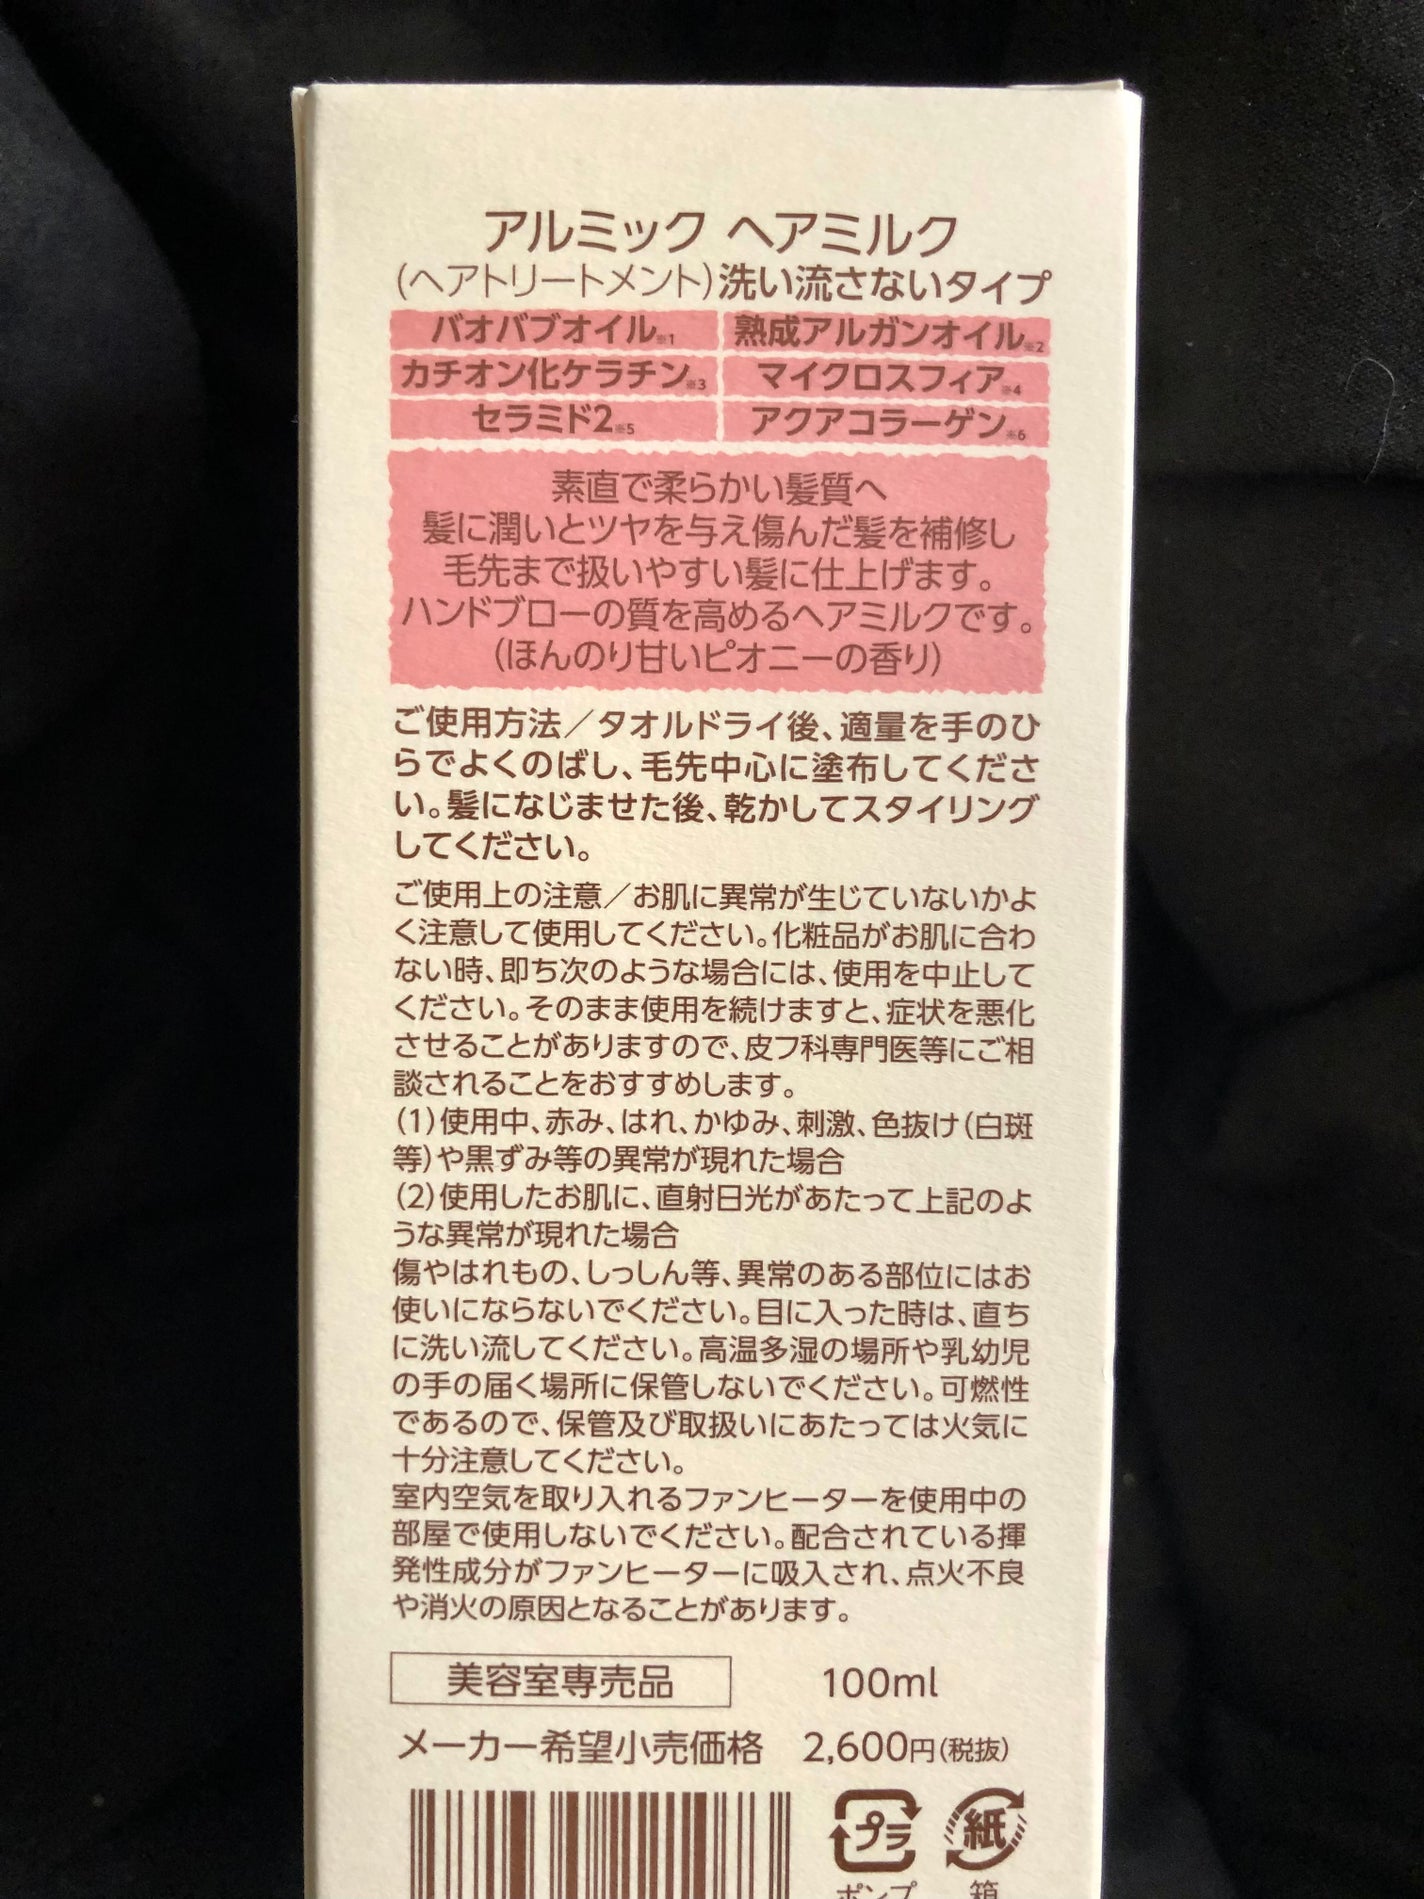 アルミック ヘアミルク
(ヘアトリートメント)洗い流さないタイプ
バオバブオイル※1 熟成アルガンオイル※2
カチオン化ケラチン※3 マイクロスフィア※4
セラミド2※5 アクアコラーゲン※6
素直で柔らかい髪質へ
髪に潤いとツヤを与え傷んだ髪を補修し
毛先まで扱いやすい髪に仕上げます。
ハンドブローの質を高めるヘアミルクです。
(ほんのり甘いピオニーの香り)
ご使用方法／タオルドライ後、適量を手のひ
らでよくのばし、毛先中心に塗布してくださ
い。髪になじませた後、乾かしてスタイリング
してください。
ご使用上の注意／お肌に異常が生じていないかよ
く注意して使用してください。化粧品がお肌に合わ
ない時、即ち次のような場合には、使用を中止して
ください。そのまま使用を続けますと、症状を悪化
させることがありますので、皮フ科専門医等にご相
談されることをおすすめします。
(1)使用中、赤み、はれ、かゆみ、刺激、色抜け(白斑
等)や黒ずみ等の異常が現れた場合
(2)使用したお肌に、直射日光があたって上記のよ
うな異常が現れた場合
傷やはれもの、しっしん等、異常のある部位にはお
使いにならないでください。目に入った時は、直ち
に洗い流してください。高温多湿の場所や乳幼児
の手の届く場所に保管しないでください。可燃性
であるので、保管及び取扱いにあたっては火気に
十分注意してください。
室内空気を取り入れるファンヒーターを使用中の
部屋で使用しないでください。配合されている揮
発性成分がファンヒーターに吸入され、点火不良
や消火の原因となることがあります。
美容室専売品 100ml
メーカー希望小売価格 2,600円(税抜)
プラ 紙
ポンプ 箱